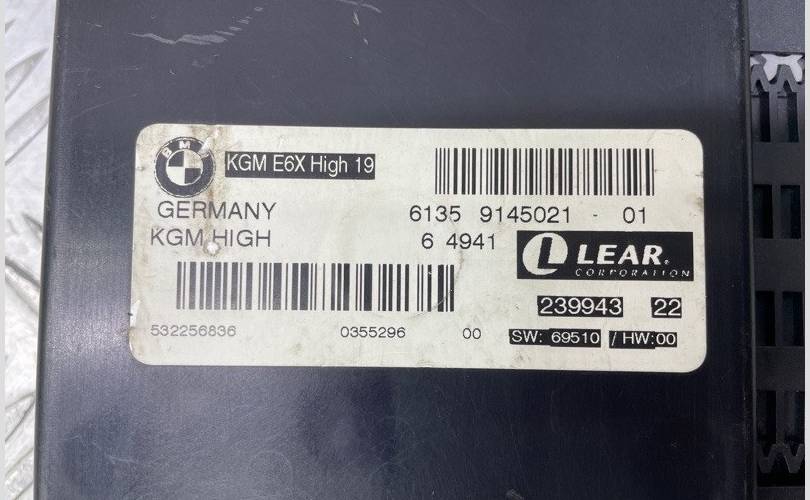 BMW
KGM E6X High 19
GERMANY
6135 9145021 - 01
KGM HIGH
6 4941
LEAR.
CORPORATION
239943 22
532256836 0355296 00
SW: 69510 / HW:00